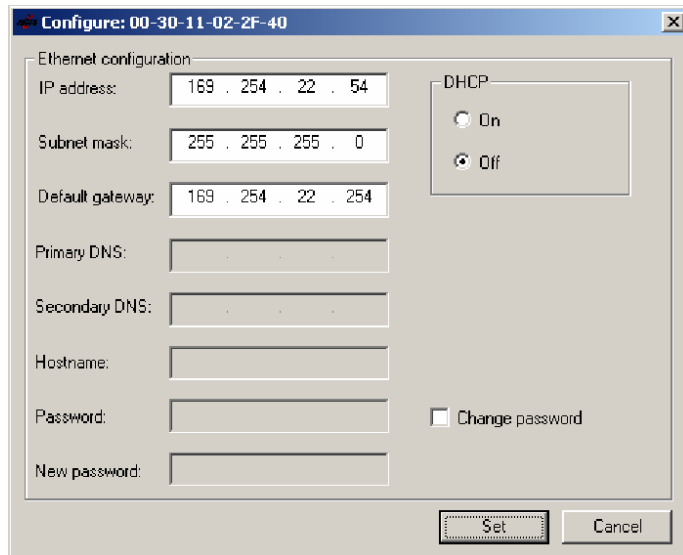 Configure: 00-30-11-02-2F-40
Ethernet configuration
IP address: 169 . 254 . 22 . 54
DHCP
On
Subnet mask: 255 . 255 . 255 . 0
Off
Default gateway: 169 . 254 . 22 . 254
Primary DNS: . . .
Secondary DNS: . . .
Hostname:
Password:
Change password
New password:
Set Cancel